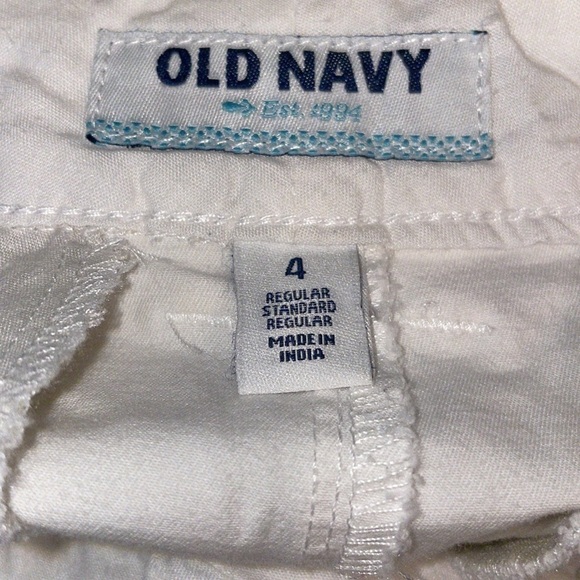 OLD NAVY
Est. 1994
4
REGULAR
STANDARD
REGULAR
MADE IN
INDIA